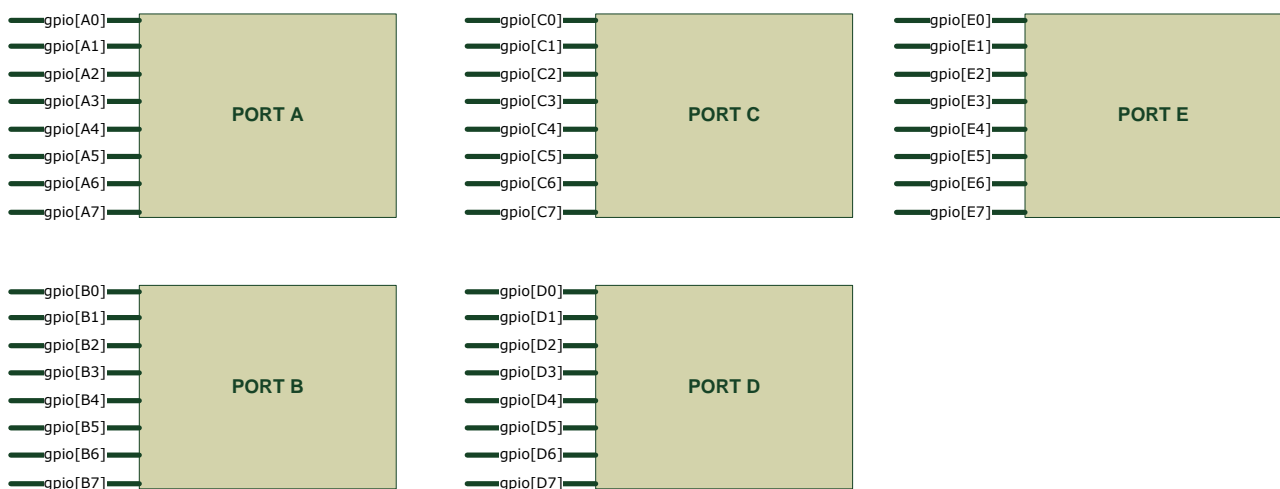 gpio[A0]
gpio[A1]
gpio[A2]
gpio[A3]
gpio[A4]
gpio[A5]
gpio[A6]
gpio[A7]
PORT A
gpio[C0]
gpio[C1]
gpio[C2]
gpio[C3]
gpio[C4]
gpio[C5]
gpio[C6]
gpio[C7]
PORT C
gpio[E0]
gpio[E1]
gpio[E2]
gpio[E3]
gpio[E4]
gpio[E5]
gpio[E6]
gpio[E7]
PORT E
gpio[B0]
gpio[B1]
gpio[B2]
gpio[B3]
gpio[B4]
gpio[B5]
gpio[B6]
gpio[B7]
PORT B
gpio[D0]
gpio[D1]
gpio[D2]
gpio[D3]
gpio[D4]
gpio[D5]
gpio[D6]
gpio[D7]
PORT D